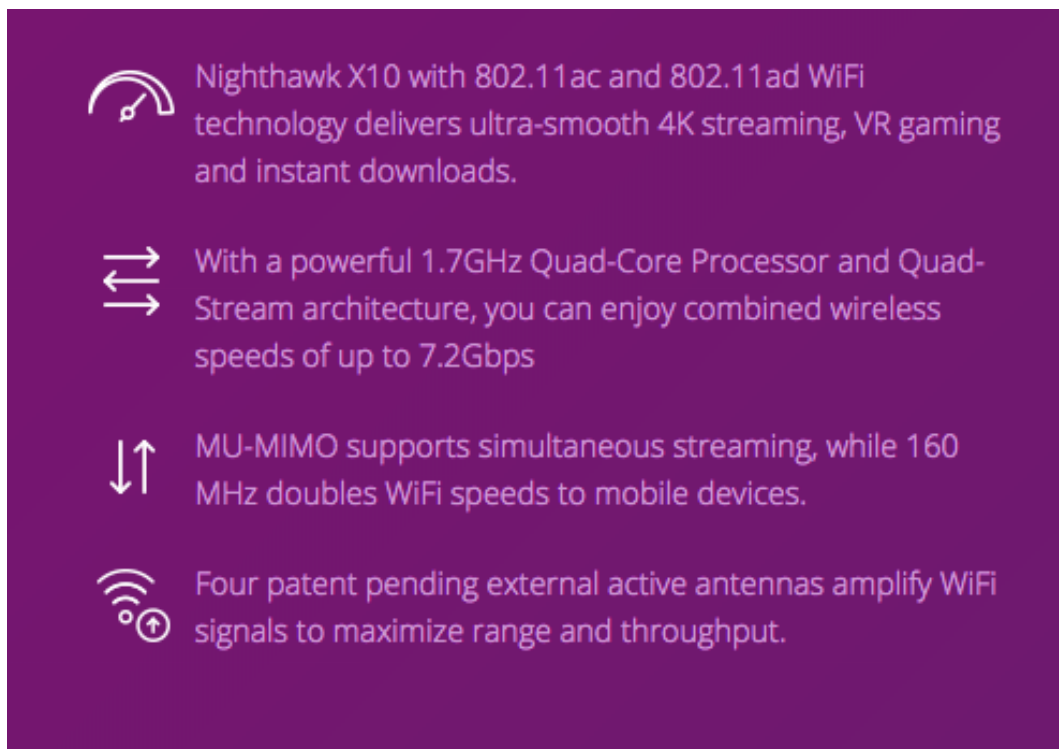 Nighthawk X10 with 802.11ac and 802.11ad WiFi
technology delivers ultra-smooth 4K streaming, VR gaming
and instant downloads.
With a powerful 1.7GHz Quad-Core Processor and Quad-
Stream architecture, you can enjoy combined wireless
speeds of up to 7.2Gbps
MU-MIMO supports simultaneous streaming, while 160
MHz doubles WiFi speeds to mobile devices.
Four patent pending external active antennas amplify WiFi
signals to maximize range and throughput.